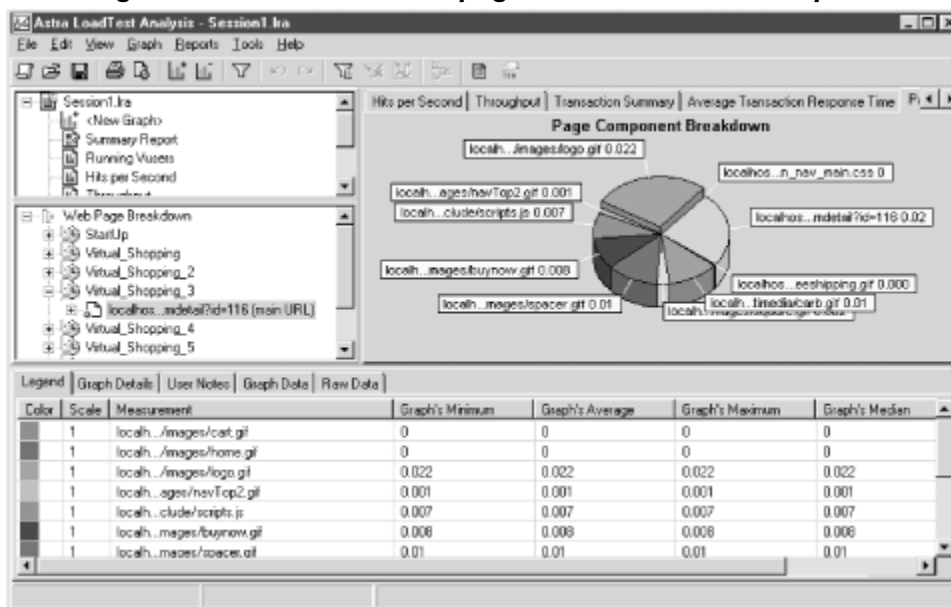 Astra LoadTest Analysis - Session1.lra
File Edit View Graph Reports Tools Help
Session1.lra
<New Graph>
Summary Report
Running Vusers
Hits per Second
Throughput
Web Page Breakdown
StartUp
Virtual_Shopping
Virtual_Shopping_2
Virtual_Shopping_3
localhos...mdetail?id=116 (main URL)
Virtual_Shopping_4
Virtual_Shopping_5
Hits per Second Throughput Transaction Summary Average Transaction Response Time
Page Component Breakdown
localh.../images/logo.gif 0.022
localhos...n_nav_main.css 0
localh...ages/navTop2.gif 0.001
localh...clude/scripts.js 0.007
localhos...mdetail?id=116 0.02
localh...mages/buynow.gif 0.008
localhos...eeshipping.gif 0.000
localh...mages/spacer.gif 0.01
localh...timedia/carb.gif 0.01
Legend Graph Details User Notes Graph Data Raw Data
Color Scale Measurement Graph's Minimum Graph's Average Graph's Maximum Graph's Median
1 localh.../images/cart.gif 0 0 0 0
1 localh.../images/home.gif 0 0 0 0
1 localh.../images/logo.gif 0.022 0.022 0.022 0.022
1 localh...ages/navTop2.gif 0.001 0.001 0.001 0.001
1 localh...clude/scripts.js 0.007 0.007 0.007 0.007
1 localh...mages/buynow.gif 0.008 0.008 0.008 0.008
1 localh...mages/spacer.gif 0.01 0.01 0.01 0.01